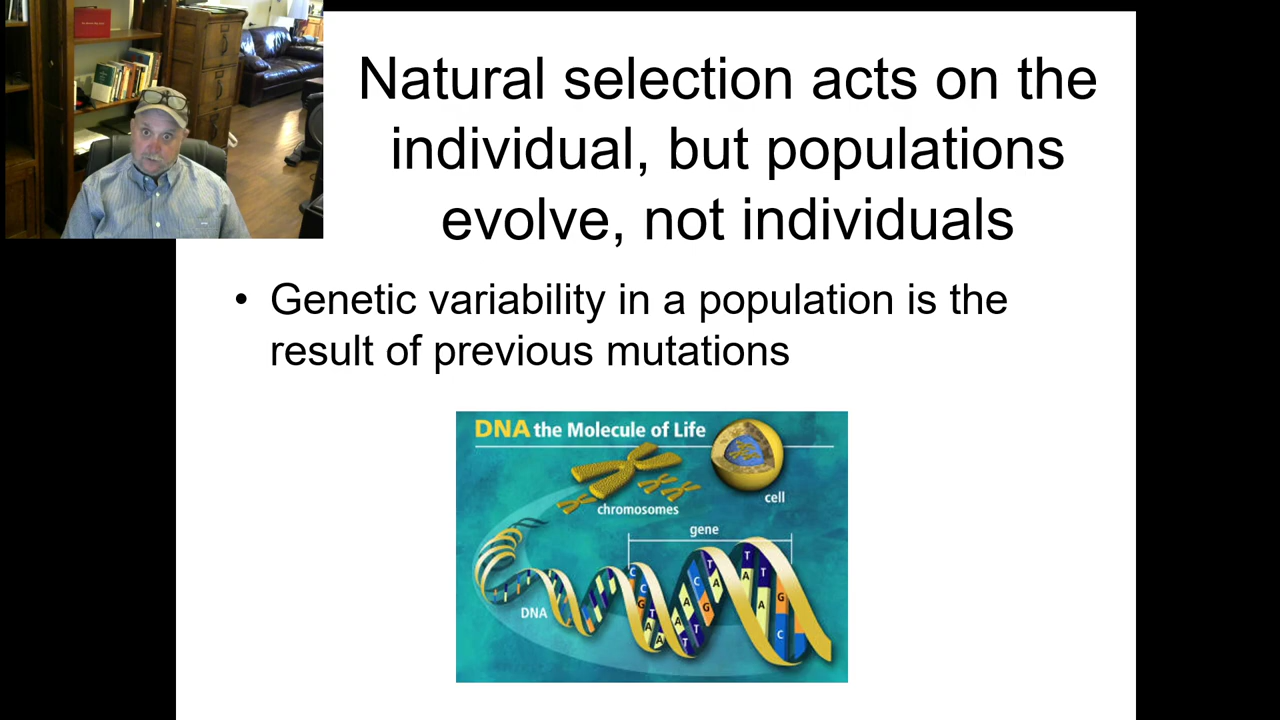 Natural selection acts on the
individual, but populations
evolve, not individuals
• Genetic variability in a population is the
result of previous mutations
DNA the Molecule of Life
chromosomes
cell
gene
DNA
C
C
G
T
A
A
A
A
T
T
C
G
T
A
T
A
T
A
G
C